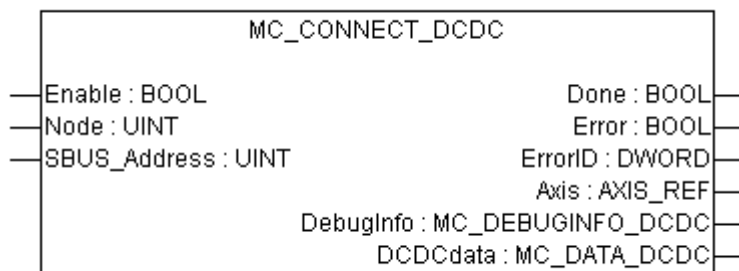 MC_CONNECT_DCDC
Enable : BOOL Done : BOOL
Node : UINT Error : BOOL
SBUS_Address : UINT ErrorID : DWORD
Axis : AXIS_REF
DebugInfo : MC_DEBUGINFO_DCDC
DCDCdata : MC_DATA_DCDC